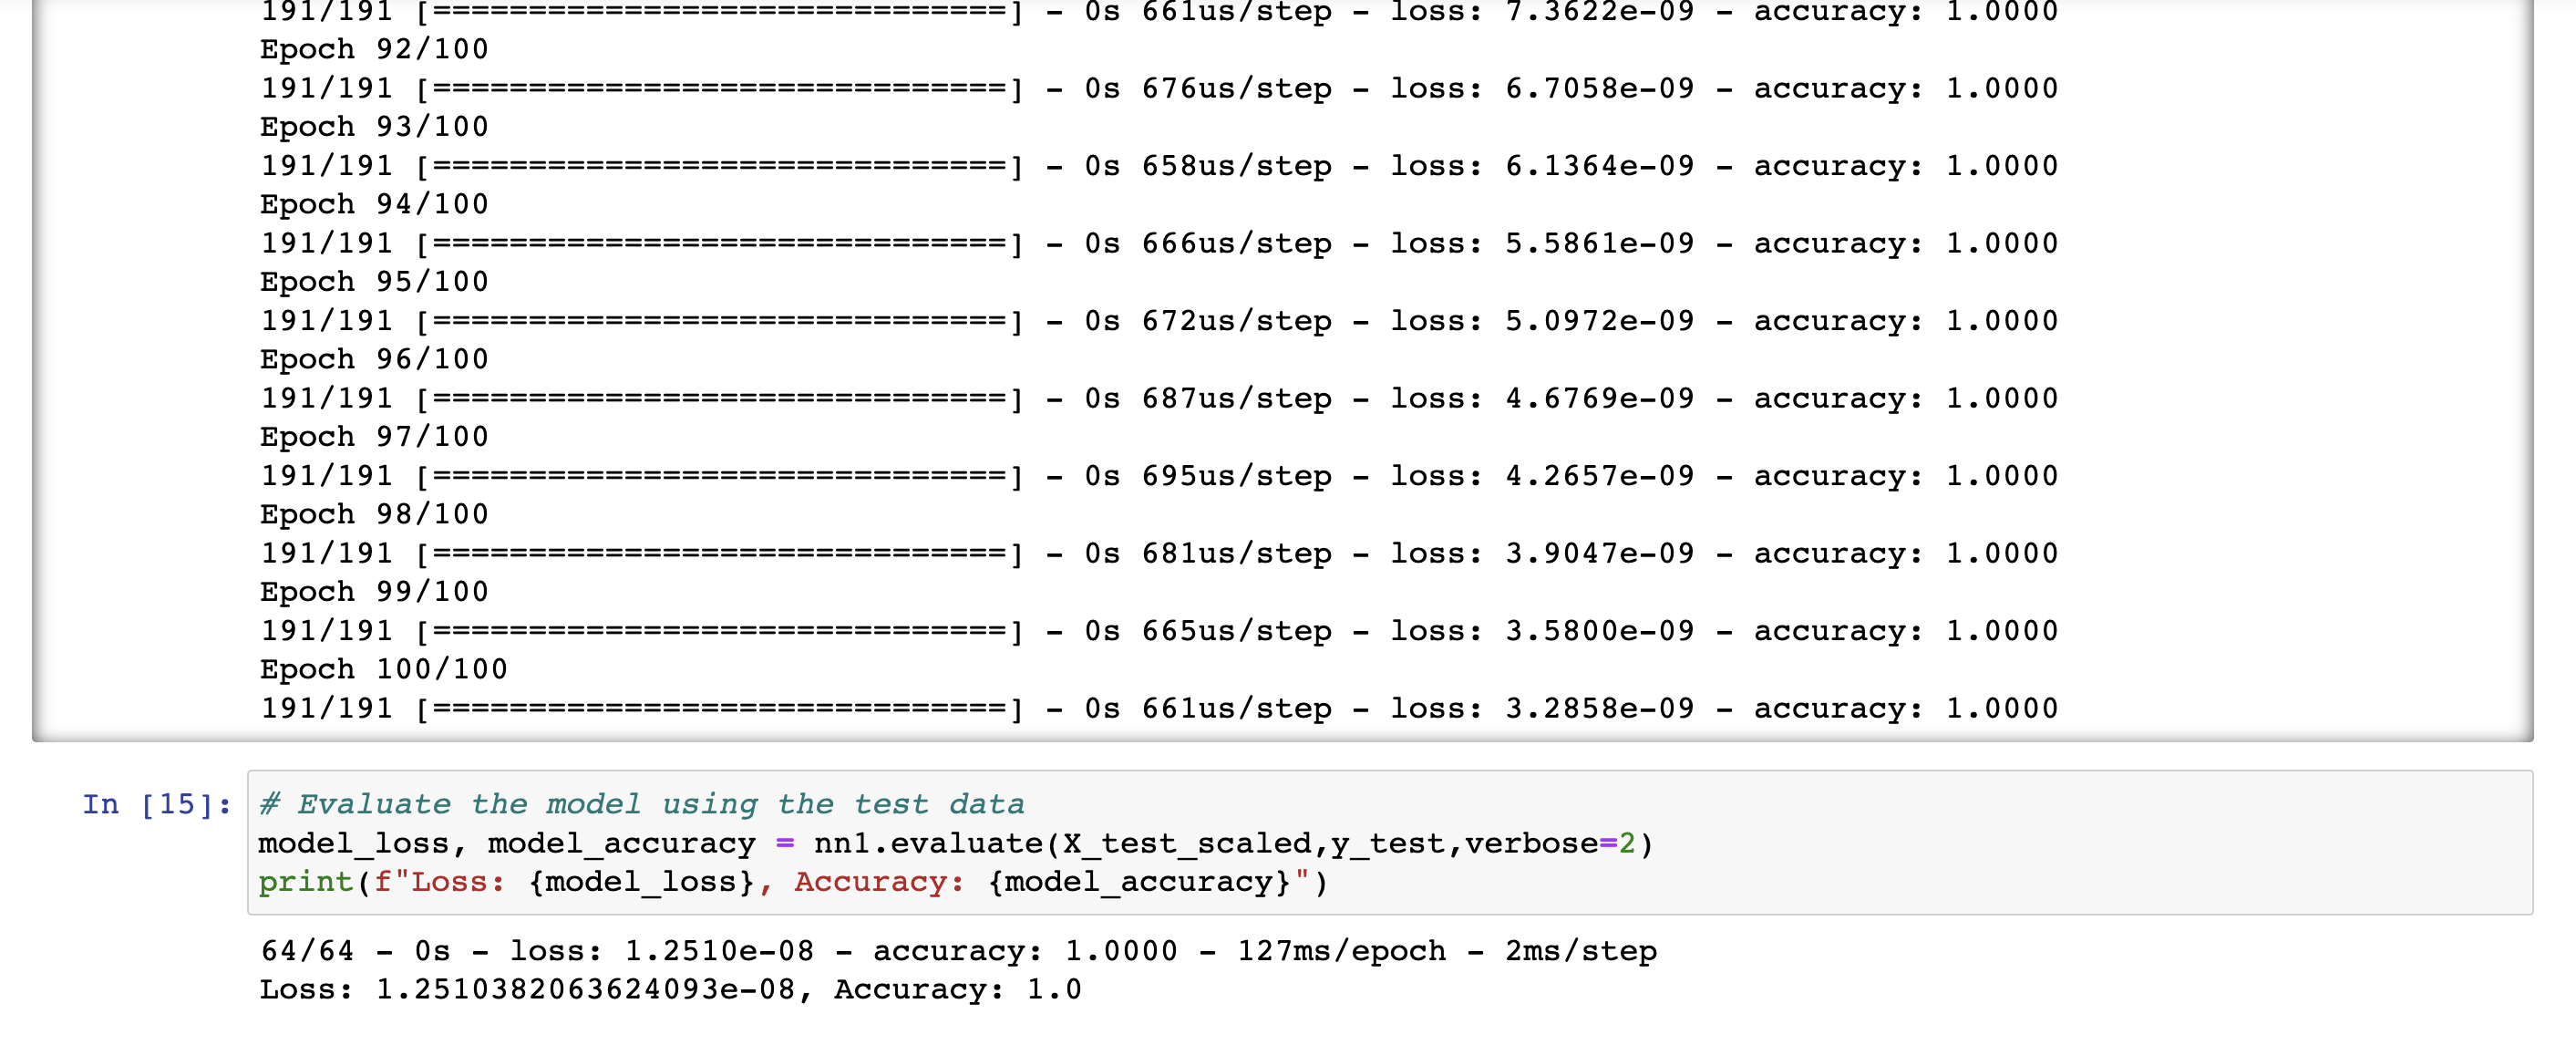 191/191 [==============================] - 0s 661us/step - loss: 7.3622e-09 - accuracy: 1.0000
Epoch 92/100
191/191 [==============================] - 0s 676us/step - loss: 6.7058e-09 - accuracy: 1.0000
Epoch 93/100
191/191 [==============================] - 0s 658us/step - loss: 6.1364e-09 - accuracy: 1.0000
Epoch 94/100
191/191 [==============================] - 0s 666us/step - loss: 5.5861e-09 - accuracy: 1.0000
Epoch 95/100
191/191 [==============================] - 0s 672us/step - loss: 5.0972e-09 - accuracy: 1.0000
Epoch 96/100
191/191 [==============================] - 0s 687us/step - loss: 4.6769e-09 - accuracy: 1.0000
Epoch 97/100
191/191 [==============================] - 0s 695us/step - loss: 4.2657e-09 - accuracy: 1.0000
Epoch 98/100
191/191 [==============================] - 0s 681us/step - loss: 3.9047e-09 - accuracy: 1.0000
Epoch 99/100
191/191 [==============================] - 0s 665us/step - loss: 3.5800e-09 - accuracy: 1.0000
Epoch 100/100
191/191 [==============================] - 0s 661us/step - loss: 3.2858e-09 - accuracy: 1.0000
In [15]: # Evaluate the model using the test data
model_loss, model_accuracy = nn1.evaluate(X_test_scaled,y_test,verbose=2)
print(f"Loss: {model_loss}, Accuracy: {model_accuracy}")
64/64 - 0s - loss: 1.2510e-08 - accuracy: 1.0000 - 127ms/epoch - 2ms/step
Loss: 1.2510382063624093e-08, Accuracy: 1.0